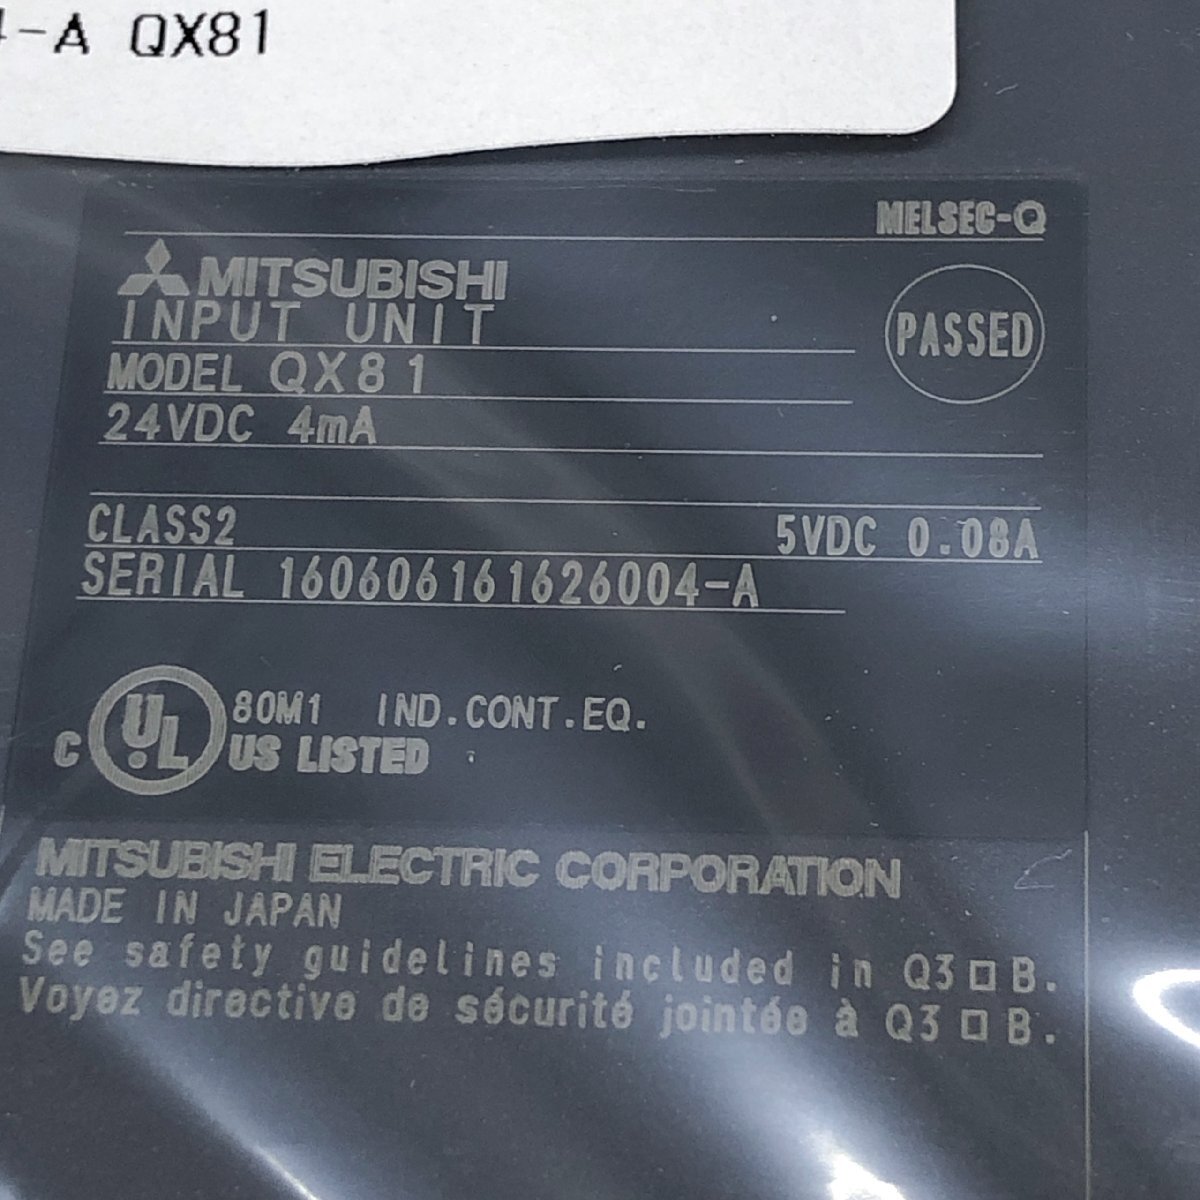 -A QX81
MELSEC-Q
MITSUBISHI
INPUT UNIT
PASSED
MODEL QX81
24VDC 4mA
CLASS2 5VDC 0.08A
SERIAL 160606161626004-A
80M1 IND.CONT.EQ.
C UL US LISTED
MITSUBISHI ELECTRIC CORPORATION
MADE IN JAPAN
See safety guidelines included in Q3□B.
Voyez directive de sécurité jointée à Q3□B.